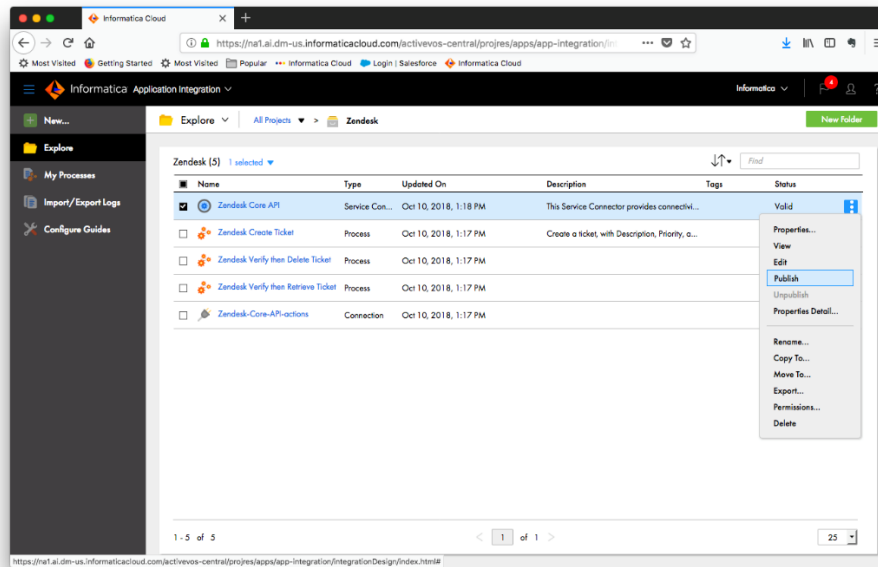 Informatica Cloud
https://na1.ai.dm-us.informaticacloud.com/activevos-central/projres/apps/app-integration/im
Most Visited Getting Started Most Visited Popular Informatica Cloud Login | Salesforce Informatica Cloud
Informatica Application Integration Informatica 4 ?
New... Explore All Projects > Zendesk New Folder
Explore
My Processes
Import/Export Logs
Configure Guides
Zendesk (5) 1 selected Find
Name Type Updated On Description Tags Status
Zendesk Core API Service Con... Oct 10, 2018, 1:18 PM This Service Connector provides connectivi... Valid
Zendesk Create Ticket Process Oct 10, 2018, 1:17 PM Create a ticket, with Description, Priority, a...
Zendesk Verify then Delete Ticket Process Oct 10, 2018, 1:17 PM
Zendesk Verify then Retrieve Ticket Process Oct 10, 2018, 1:17 PM
Zendesk-Core-API-actions Connection Oct 10, 2018, 1:17 PM
Properties...
View
Edit
Publish
Unpublish
Properties Detail...
Rename...
Copy To...
Move To...
Export...
Permissions...
Delete
1-5 of 5 < 1 of 1 > 25
https://na1.ai.dm-us.informaticacloud.com/activevos-central/projres/apps/app-integration/integrationDesign/index.html#